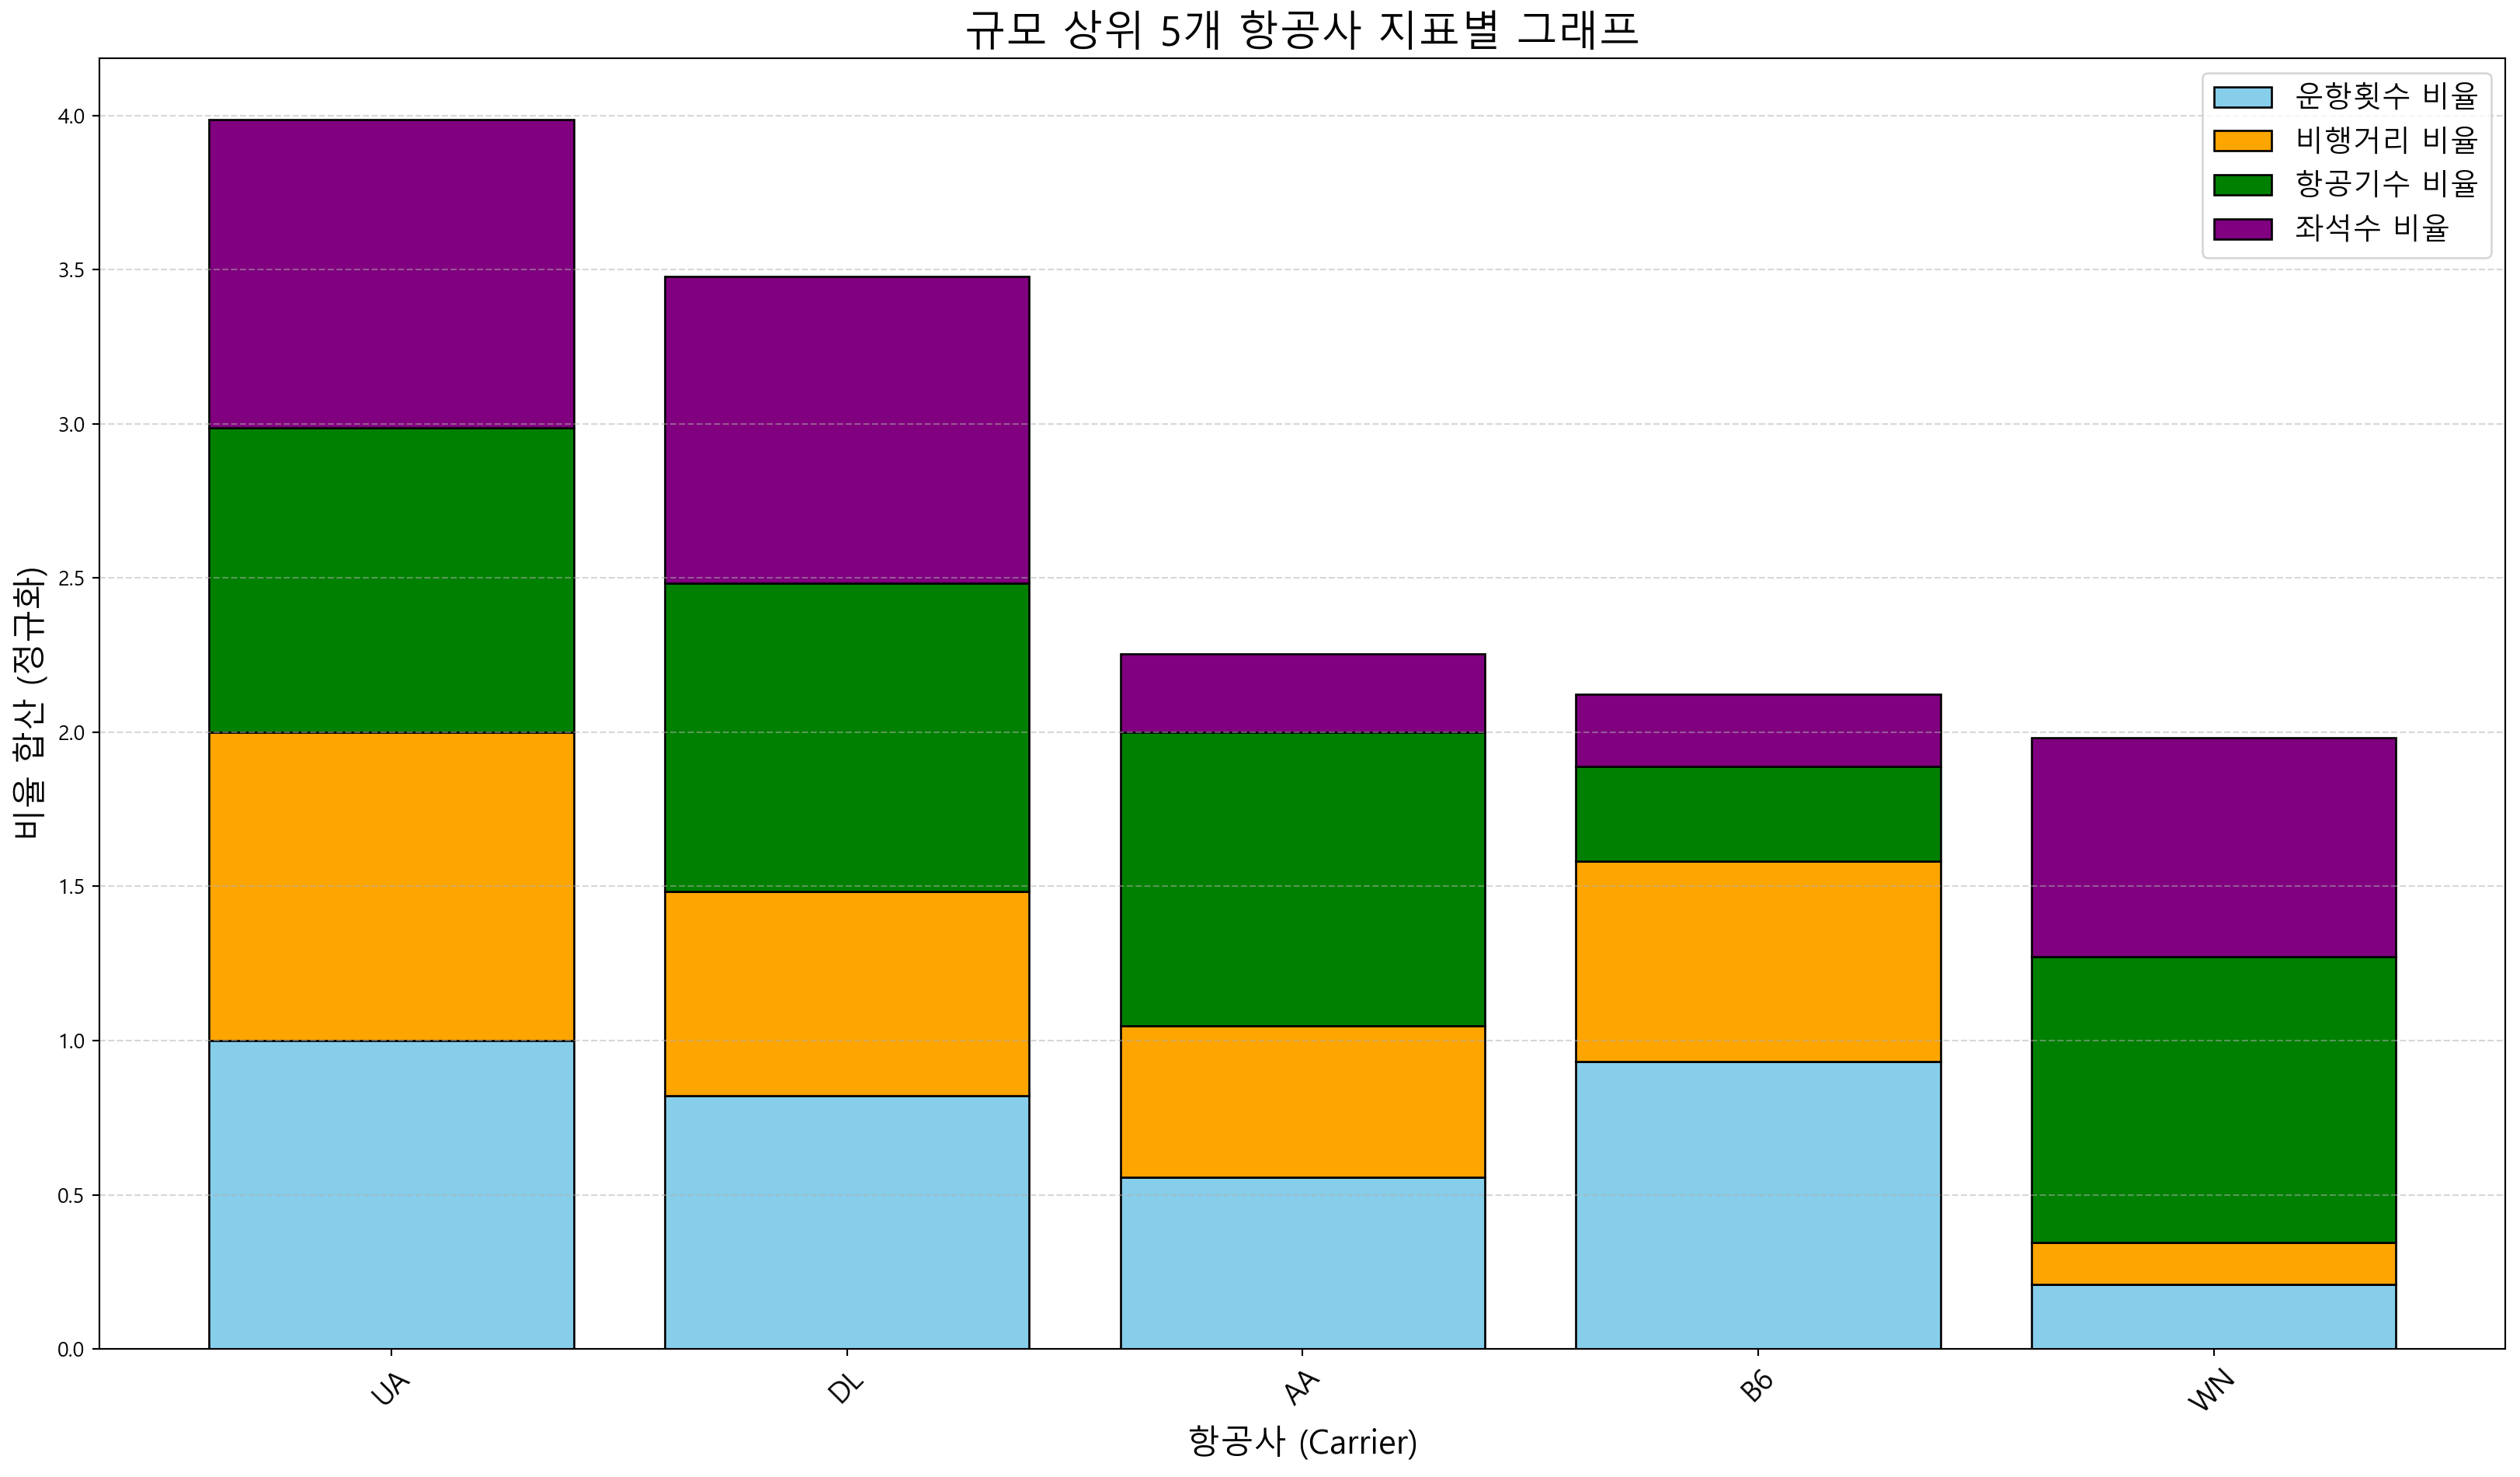 규모 상위 5개 항공사 지표별 그래프
운항횟수 비율
비행거리 비율
항공기수 비율
좌석수 비율
비율 합산 (정규화)
4.0
3.5
3.0
2.5
2.0
1.5
1.0
0.5
0.0
UA
DL
AA
B6
WN
항공사 (Carrier)